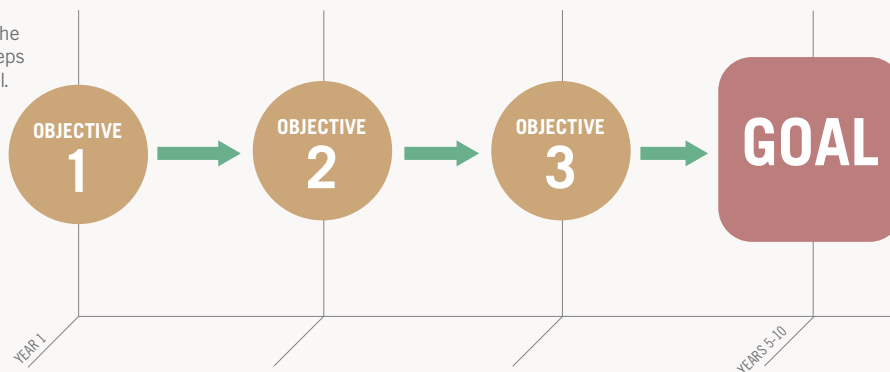 OBJECTIVE
1
OBJECTIVE
2
OBJECTIVE
3
GOAL
YEAR 1
YEARS 5-10